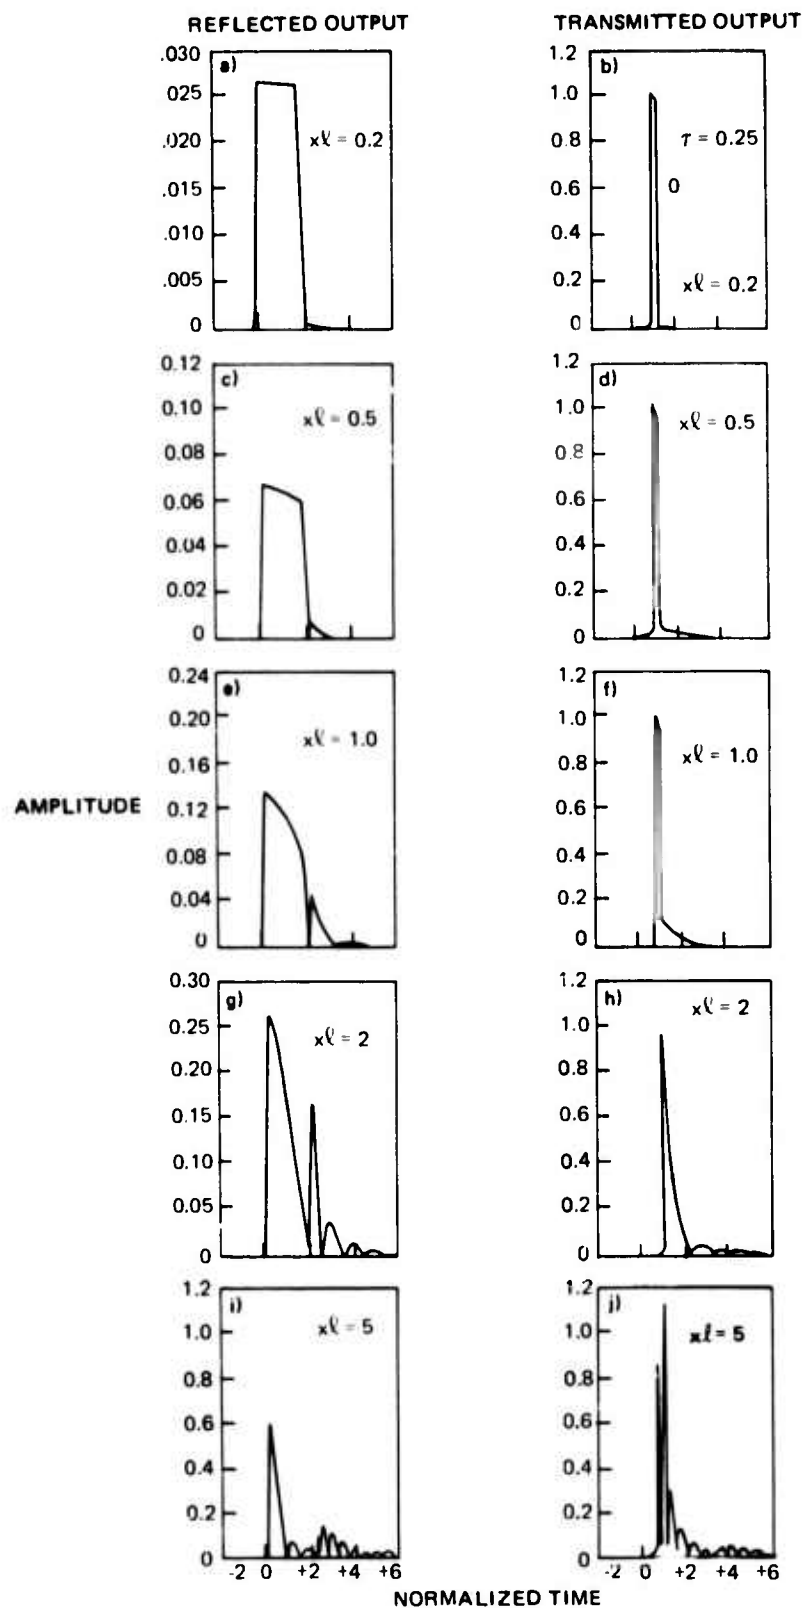 REFLECTED OUTPUT
TRANSMITTED OUTPUT
a)
.030
.025
.020
.015
.010
.005
0
xℓ = 0.2
b)
1.2
1.0
0.8
0.6
0.4
0.2
0
τ = 0.25
0
xℓ = 0.2
c)
0.12
0.10
0.08
0.06
0.04
0.02
0
xℓ = 0.5
d)
1.2
1.0
0.8
0.6
0.4
0.2
0
xℓ = 0.5
e)
0.24
0.20
0.16
0.12
0.08
0.04
0
xℓ = 1.0
f)
1.2
1.0
0.8
0.6
0.4
0.2
0
xℓ = 1.0
AMPLITUDE
g)
0.30
0.25
0.20
0.15
0.10
0.05
0
xℓ = 2
h)
1.2
1.0
0.8
0.6
0.4
0.2
0
xℓ = 2
i)
1.2
1.0
0.8
0.6
0.4
0.2
0
xℓ = 5
-2 0 +2 +4 +6
j)
1.2
1.0
0.8
0.6
0.4
0.2
0
xℓ = 5
-2 0 +2 +4 +6
NORMALIZED TIME